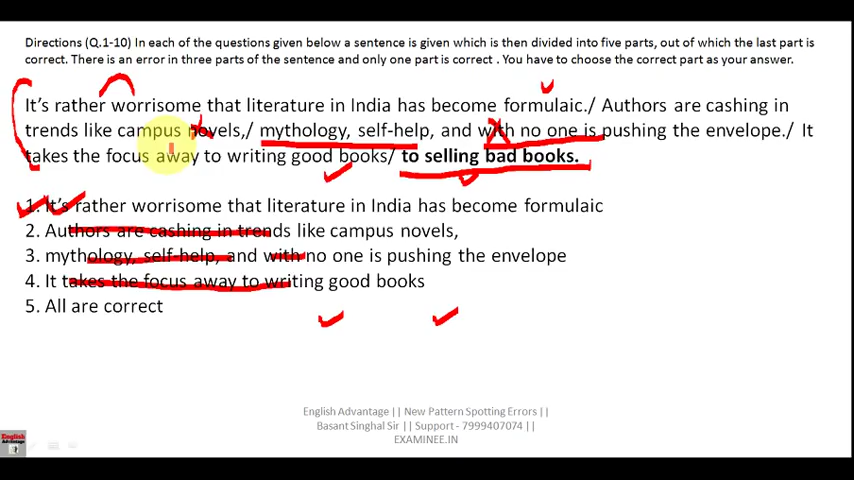 Directions (Q.1-10) In each of the questions given below a sentence is given which is then divided into five parts, out of which the last part is
correct. There is an error in three parts of the sentence and only one part is correct . You have to choose the correct part as your answer.
It's rather worrisome that literature in India has become formulaic./ Authors are cashing in
trends like campus novels,/ mythology, self-help, and with no one is pushing the envelope./ It
takes the focus away to writing good books/ to selling bad books.
1. It's rather worrisome that literature in India has become formulaic
2. Authors are cashing in trends like campus novels,
3. mythology, self-help, and with no one is pushing the envelope
4. It takes the focus away to writing good books
5. All are correct
English Advantage || New Pattern Spotting Errors ||
Basant Singhal Sir || Support - 7999407074 ||
EXAMINEE.IN
English
Advantage